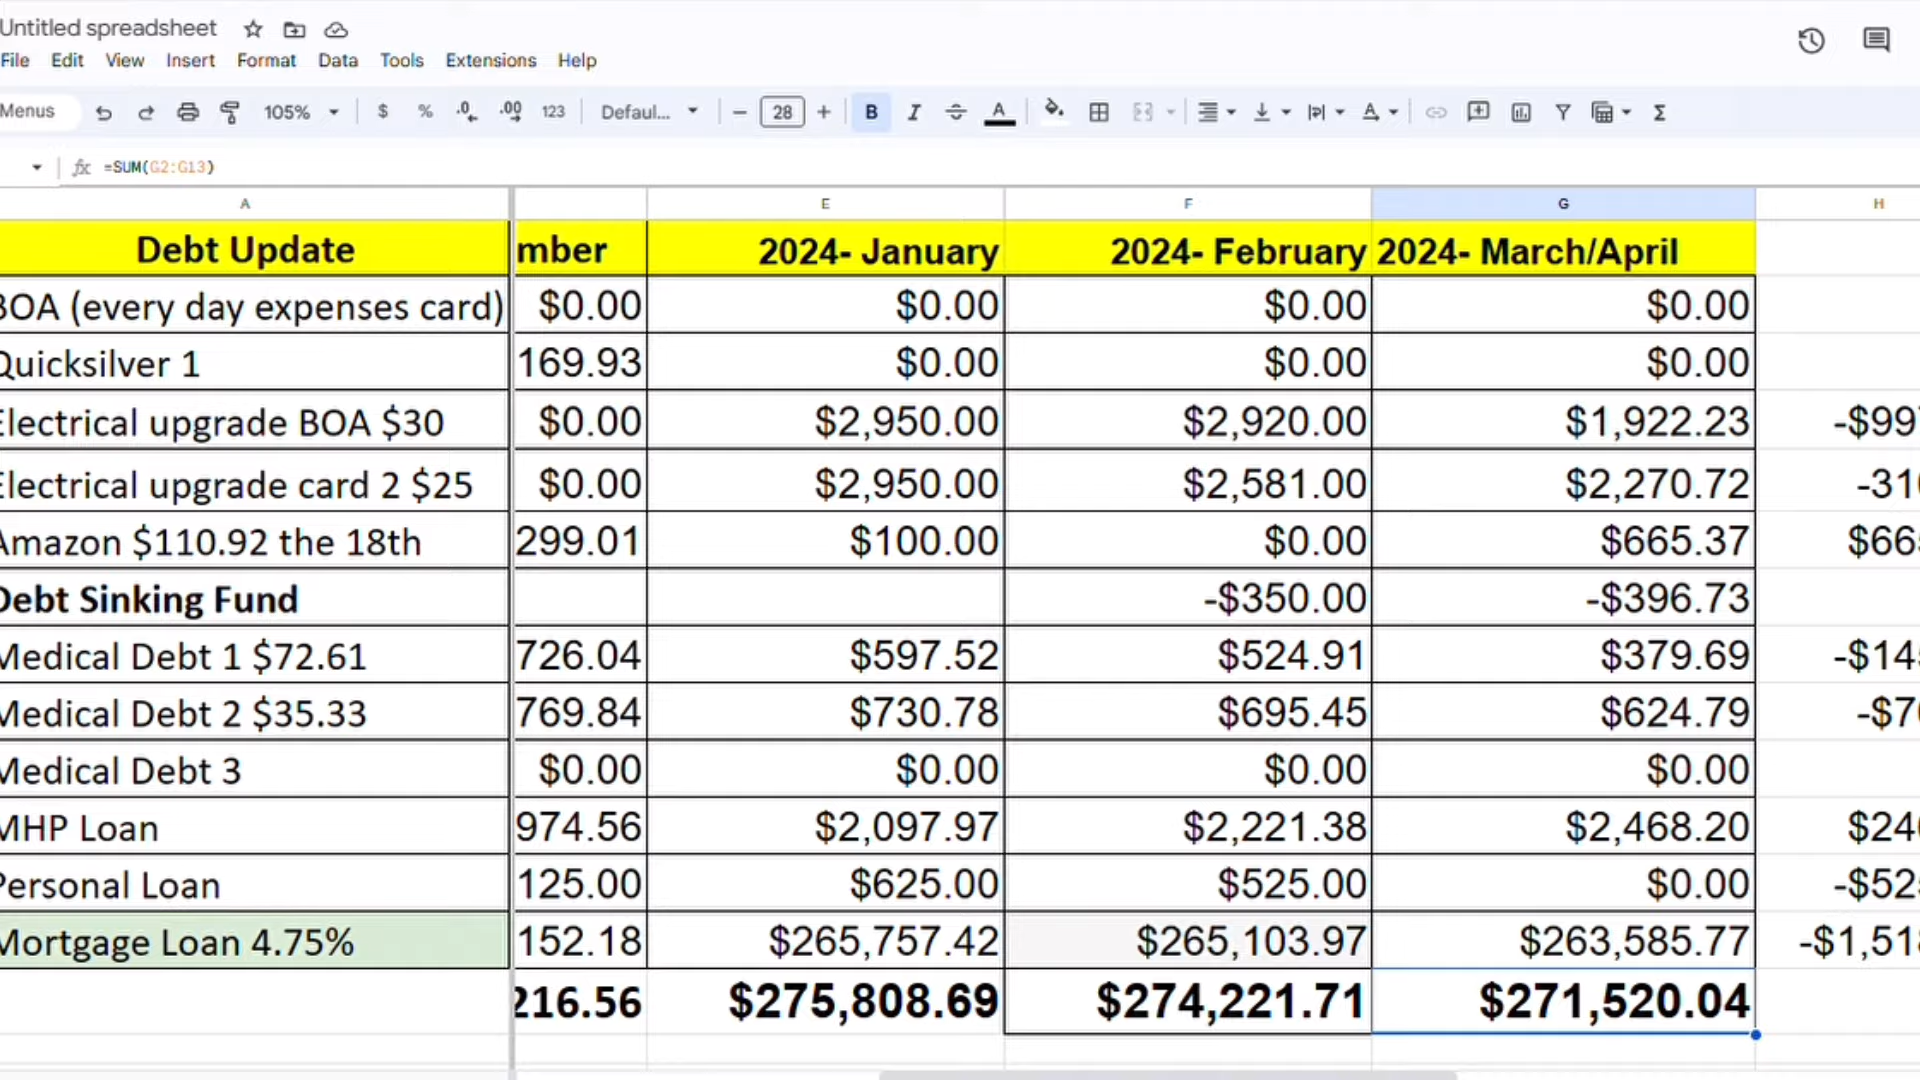 Untitled spreadsheet
File Edit View Insert Format Data Tools Extensions Help
Menus 105% $ % .0 .00 123 Defaul... 28 B I A A Σ
fx =SUM(G2:G13)
A E F G H
Debt Update mber 2024- January 2024- February 2024- March/April
BOA (every day expenses card) $0.00 $0.00 $0.00 $0.00
Quicksilver 1 169.93 $0.00 $0.00 $0.00
Electrical upgrade BOA $30 $0.00 $2,950.00 $2,920.00 $1,922.23 -$99
Electrical upgrade card 2 $25 $0.00 $2,950.00 $2,581.00 $2,270.72 -31
Amazon $110.92 the 18th 299.01 $100.00 $0.00 $665.37 $66
Debt Sinking Fund -$350.00 -$396.73
Medical Debt 1 $72.61 726.04 $597.52 $524.91 $379.69 -$14
Medical Debt 2 $35.33 769.84 $730.78 $695.45 $624.79 -$7
Medical Debt 3 $0.00 $0.00 $0.00 $0.00
MHP Loan 974.56 $2,097.97 $2,221.38 $2,468.20 $24
Personal Loan 125.00 $625.00 $525.00 $0.00 -$52
Mortgage Loan 4.75% 152.18 $265,757.42 $265,103.97 $263,585.77 -$1,51
216.56 $275,808.69 $274,221.71 $271,520.04